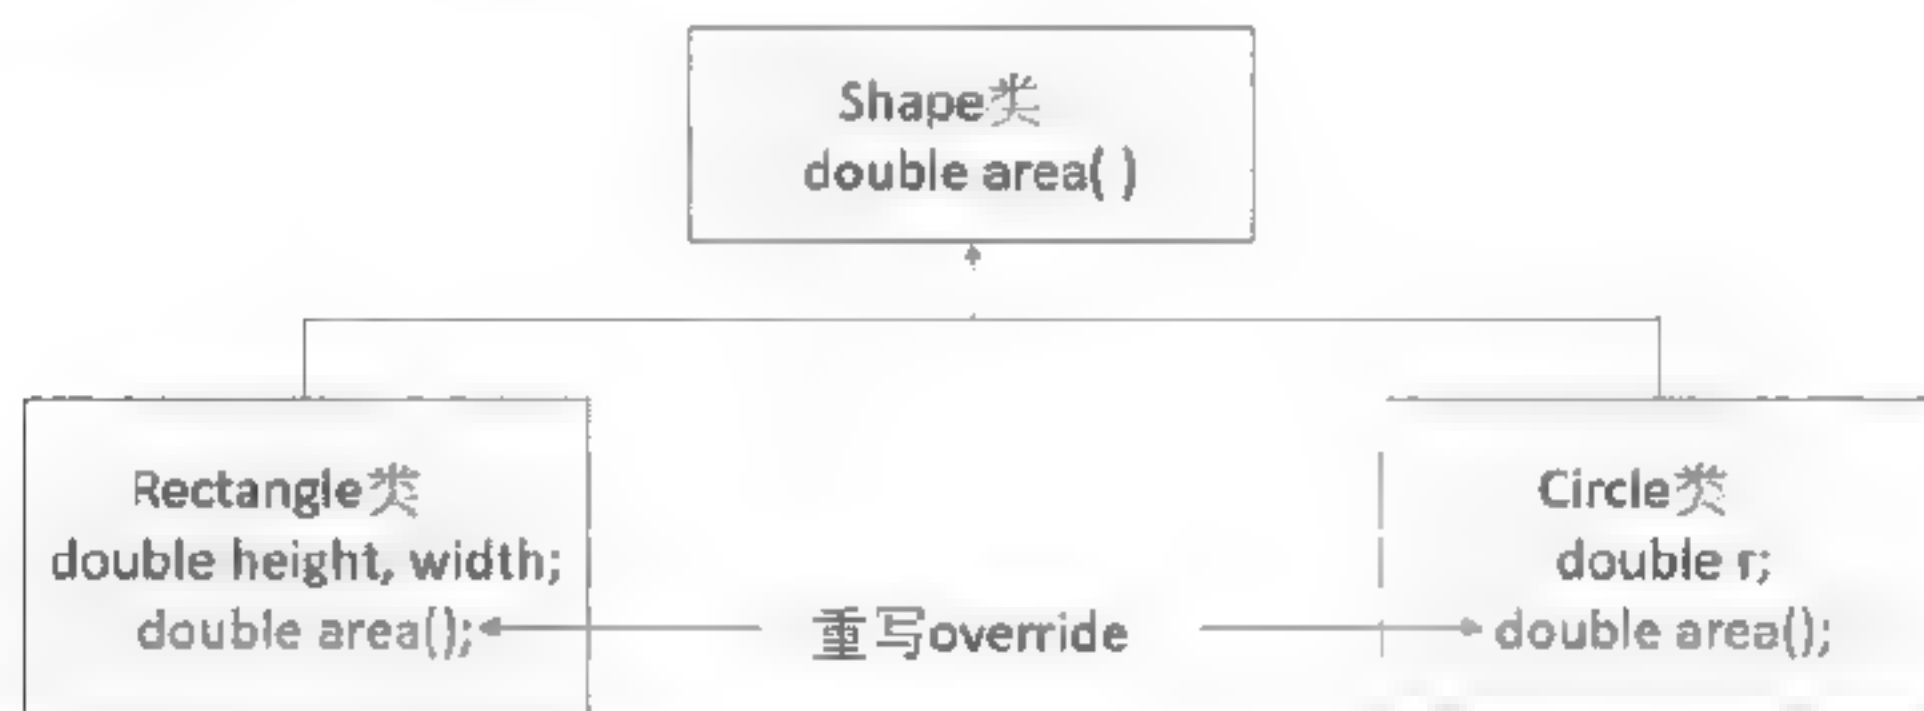 Shape类
double area( )
Rectangle类
double height, width;
double area();
重写override
Circle类
double r;
double area();